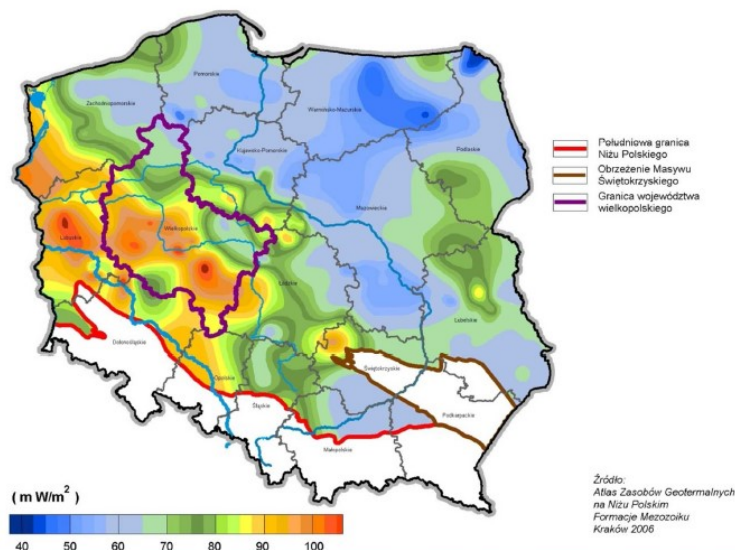 Pomorskie
Zachodniopomorskie
Warmińsko-Mazurskie
Kujawsko-Pomorskie
Podlaskie
Mazowieckie
Wielkopolskie
Lubuskie
Łódzkie
Lubelskie
Dolnośląskie
Opolskie
Śląskie
Świętokrzyskie
Podkarpackie
Małopolskie
Południowa granica
Niżu Polskiego
Obrzeżenie Masywu
Świętokrzyskiego
Granica województwa
wielkopolskiego
( m W/m²)
40 50 60 70 80 90 100
Źródło:
Atlas Zasobów Geotermalnych
na Niżu Polskim
Formacje Mezozoiku
Kraków 2006